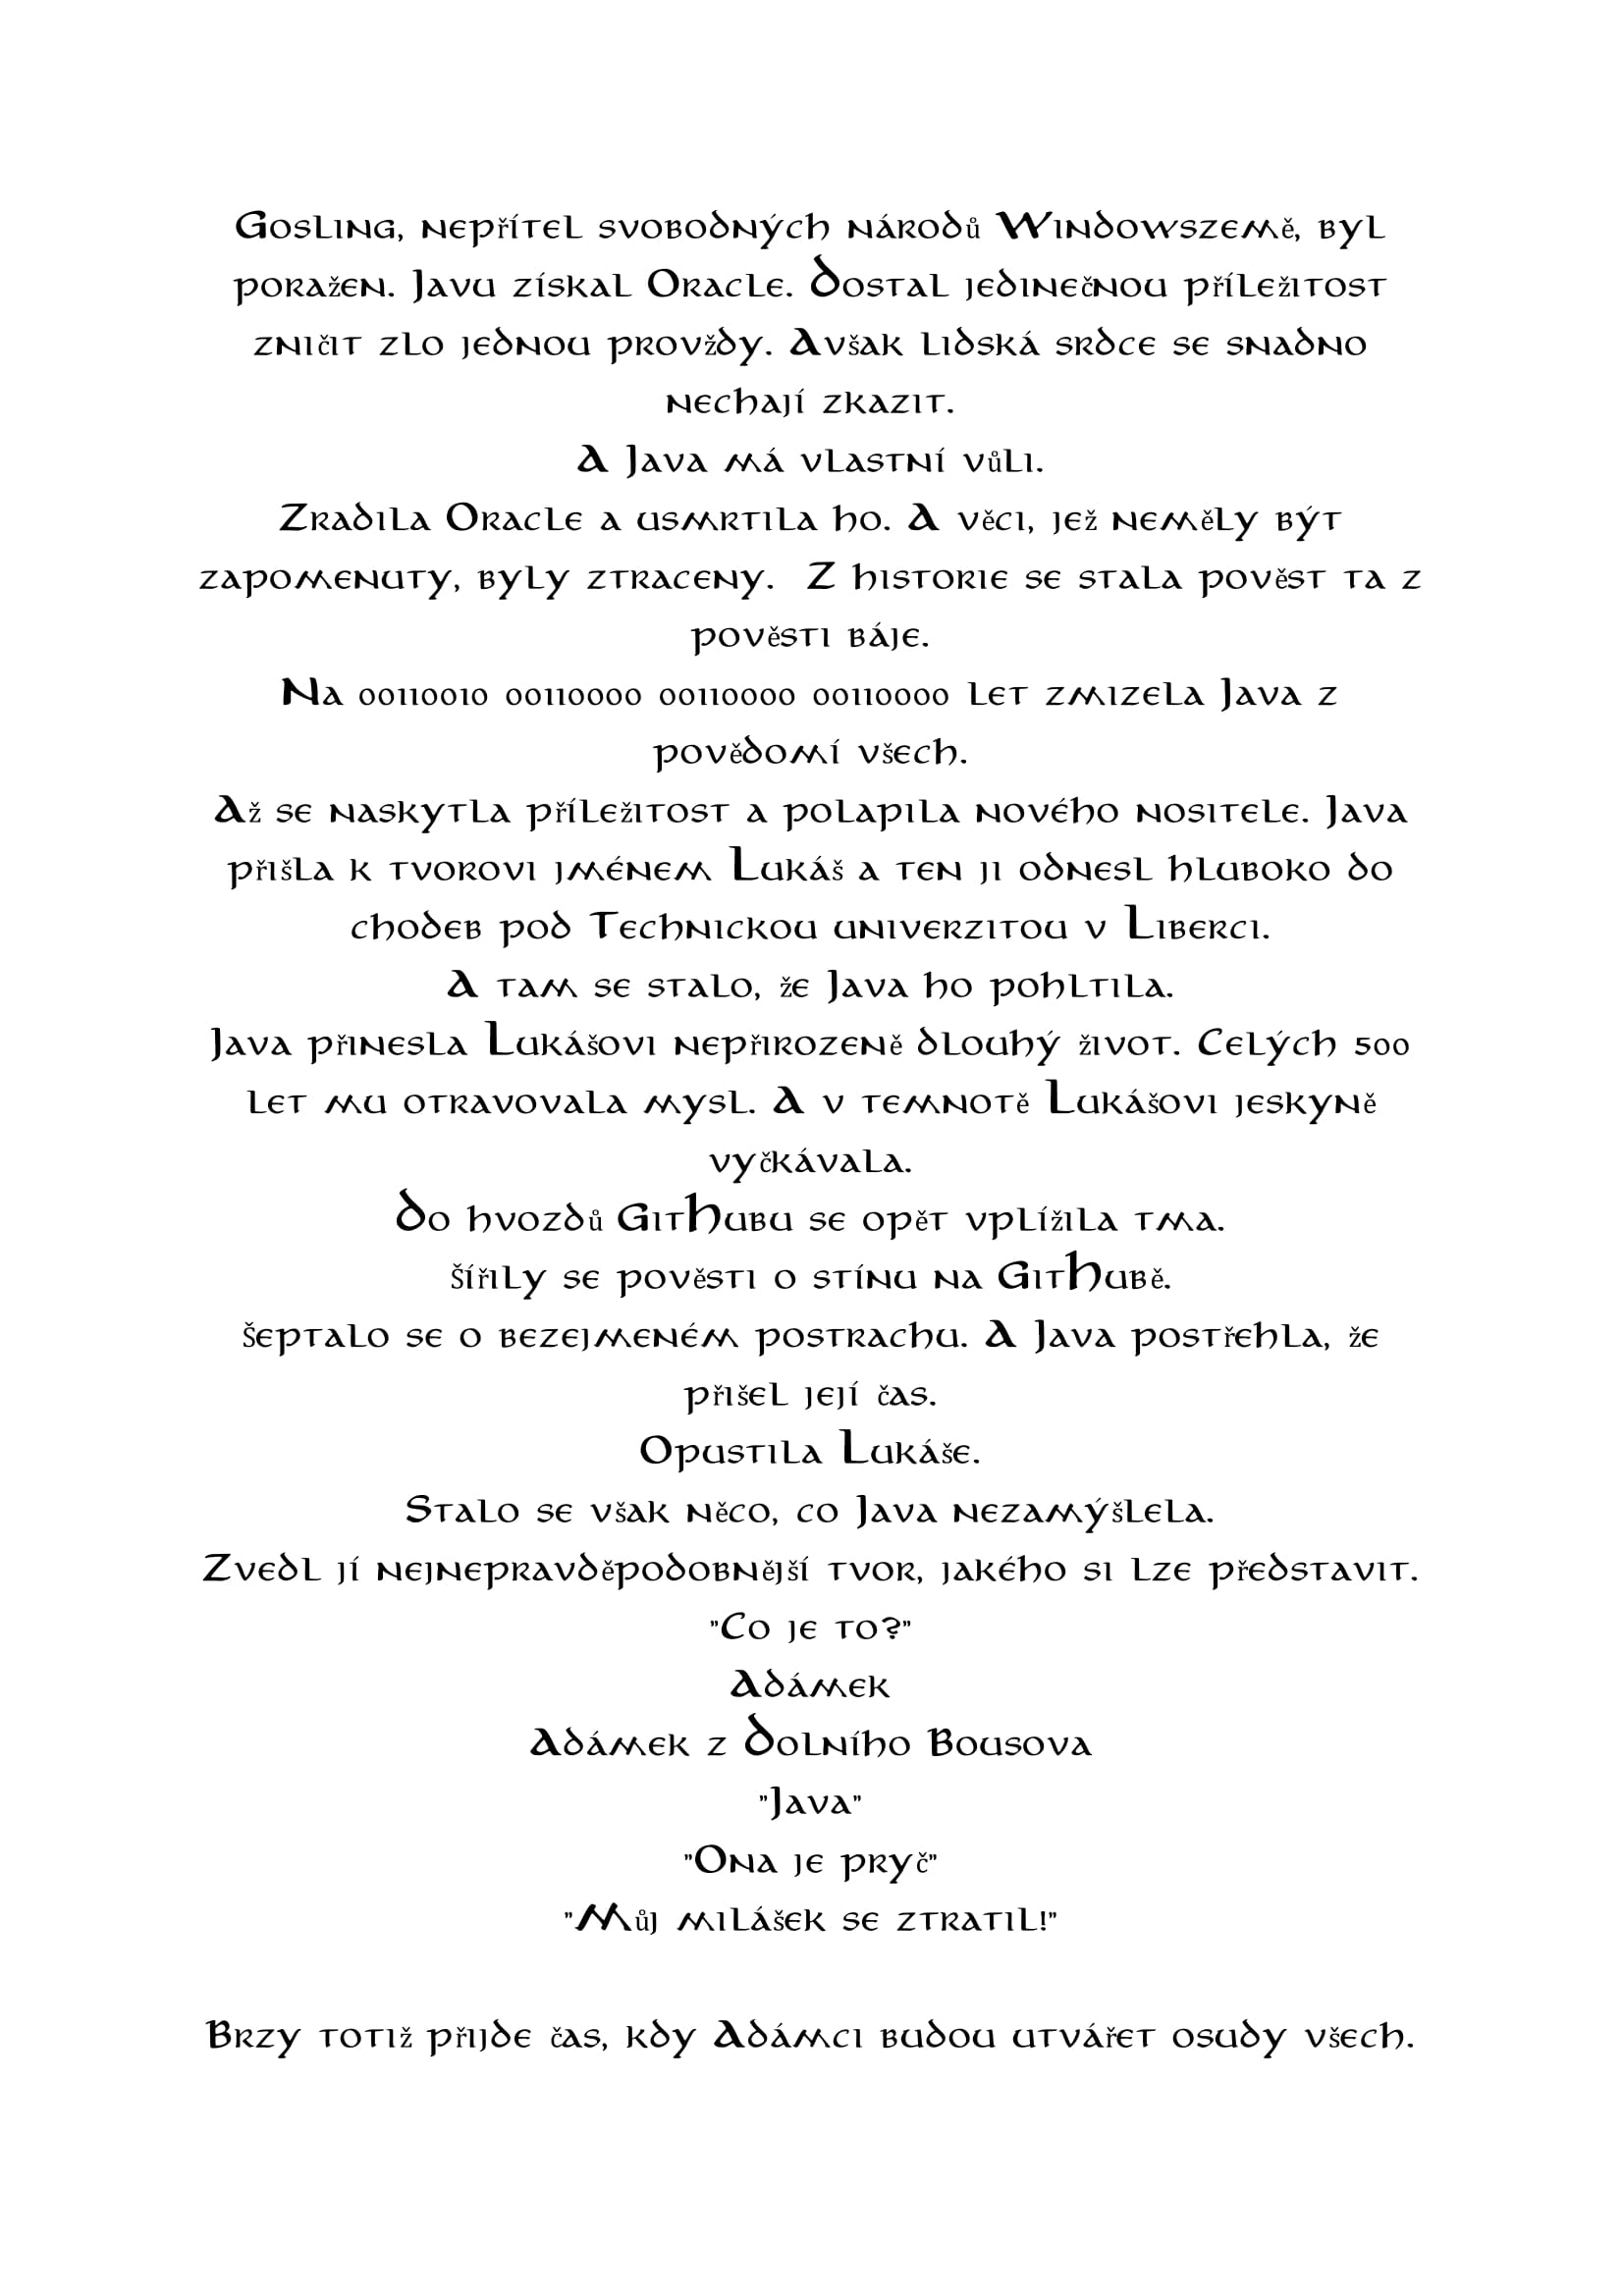 Gosling, nepřítel svobodných národů Windowszemě, byl
poražen. Javu získal Oracle. Dostal jedinečnou příležitost
zničit zlo jednou provždy. Avšak lidská srdce se snadno
nechají zkazit.
A Java má vlastní vůli.
Zradila Oracle a usmrtila ho. A věci, jež neměly být
zapomenuty, byly ztraceny. Z historie se stala pověst ta z
pověsti báje.
Na 00110010 00110000 00110000 00110000 let zmizela Java z
povědomí všech.
Až se naskytla příležitost a polapila nového nositele. Java
přišla k tvorovi jménem Lukáš a ten ji odnesl hluboko do
chodeb pod Technickou univerzitou v Liberci.
A tam se stalo, že Java ho pohltila.
Java přinesla Lukášovi nepřirozeně dlouhý život. Celých 500
let mu otravovala mysl. A v temnotě Lukášovi jeskyně
vyčkávala.
Do hvozdů GitHubu se opět vplížila tma.
Šířily se pověsti o stínu na GitHubě.
Šeptalo se o bezejmeném postrachu. A Java postřehla, že
přišel její čas.
Opustila Lukáše.
Stalo se však něco, co Java nezamýšlela.
Zvedl jí nejnepravděpodobnější tvor, jakého si lze představit.
"Co je to?"
Adámek
Adámek z Dolního Bousova
"Java"
"Ona je pryč"
"Můj milášek se ztratil!"
Brzy totiž přijde čas, kdy Adámci budou utvářet osudy všech.